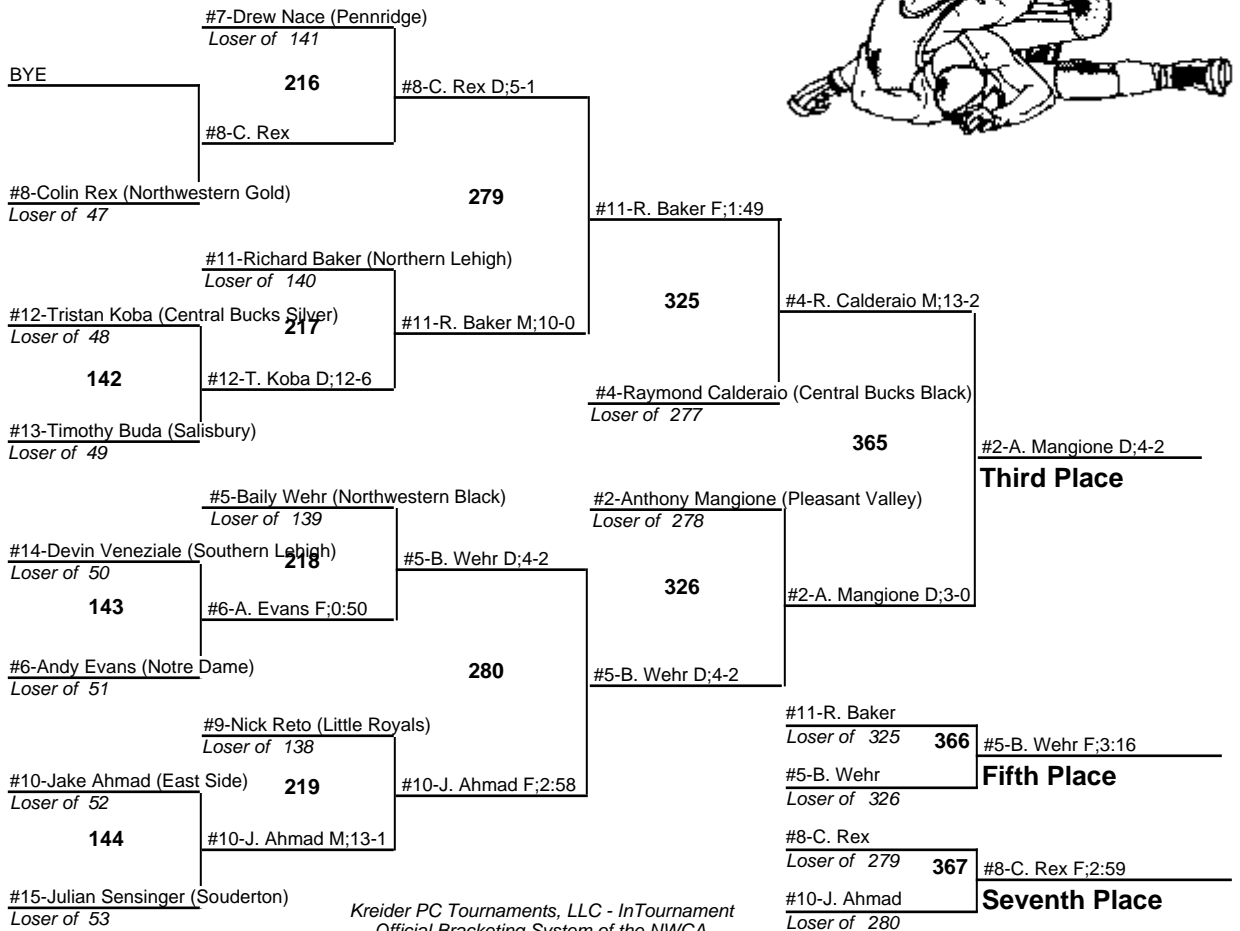 #7-Drew Nace (Pennridge)
Loser of 141
BYE
216
#8-C. Rex D;5-1
#8-C. Rex
#8-Colin Rex (Northwestern Gold)
Loser of 47
279
#11-R. Baker F;1:49
#11-Richard Baker (Northern Lehigh)
Loser of 140
#12-Tristan Koba (Central Bucks Silver)
Loser of 48
217
#11-R. Baker M;10-0
325
#4-R. Calderaio M;13-2
142
#12-T. Koba D;12-6
#4-Raymond Calderaio (Central Bucks Black)
Loser of 277
#13-Timothy Buda (Salisbury)
Loser of 49
365
#2-A. Mangione D;4-2
Third Place
#5-Baily Wehr (Northwestern Black)
Loser of 139
#2-Anthony Mangione (Pleasant Valley)
Loser of 278
#14-Devin Veneziale (Southern Lehigh)
Loser of 50
218
#5-B. Wehr D;4-2
326
143
#6-A. Evans F;0:50
#2-A. Mangione D;3-0
#6-Andy Evans (Notre Dame)
Loser of 51
280
#5-B. Wehr D;4-2
#9-Nick Reto (Little Royals)
Loser of 138
#11-R. Baker
Loser of 325
366
#5-B. Wehr F;3:16
Fifth Place
#5-B. Wehr
Loser of 326
#10-Jake Ahmad (East Side)
Loser of 52
219
#10-J. Ahmad F;2:58
144
#10-J. Ahmad M;13-1
#8-C. Rex
Loser of 279
367
#8-C. Rex F;2:59
Seventh Place
#10-J. Ahmad
Loser of 280
#15-Julian Sensinger (Souderton)
Loser of 53
Kreider PC Tournaments, LLC - InTournament
Official Bracketing System of the NWCA